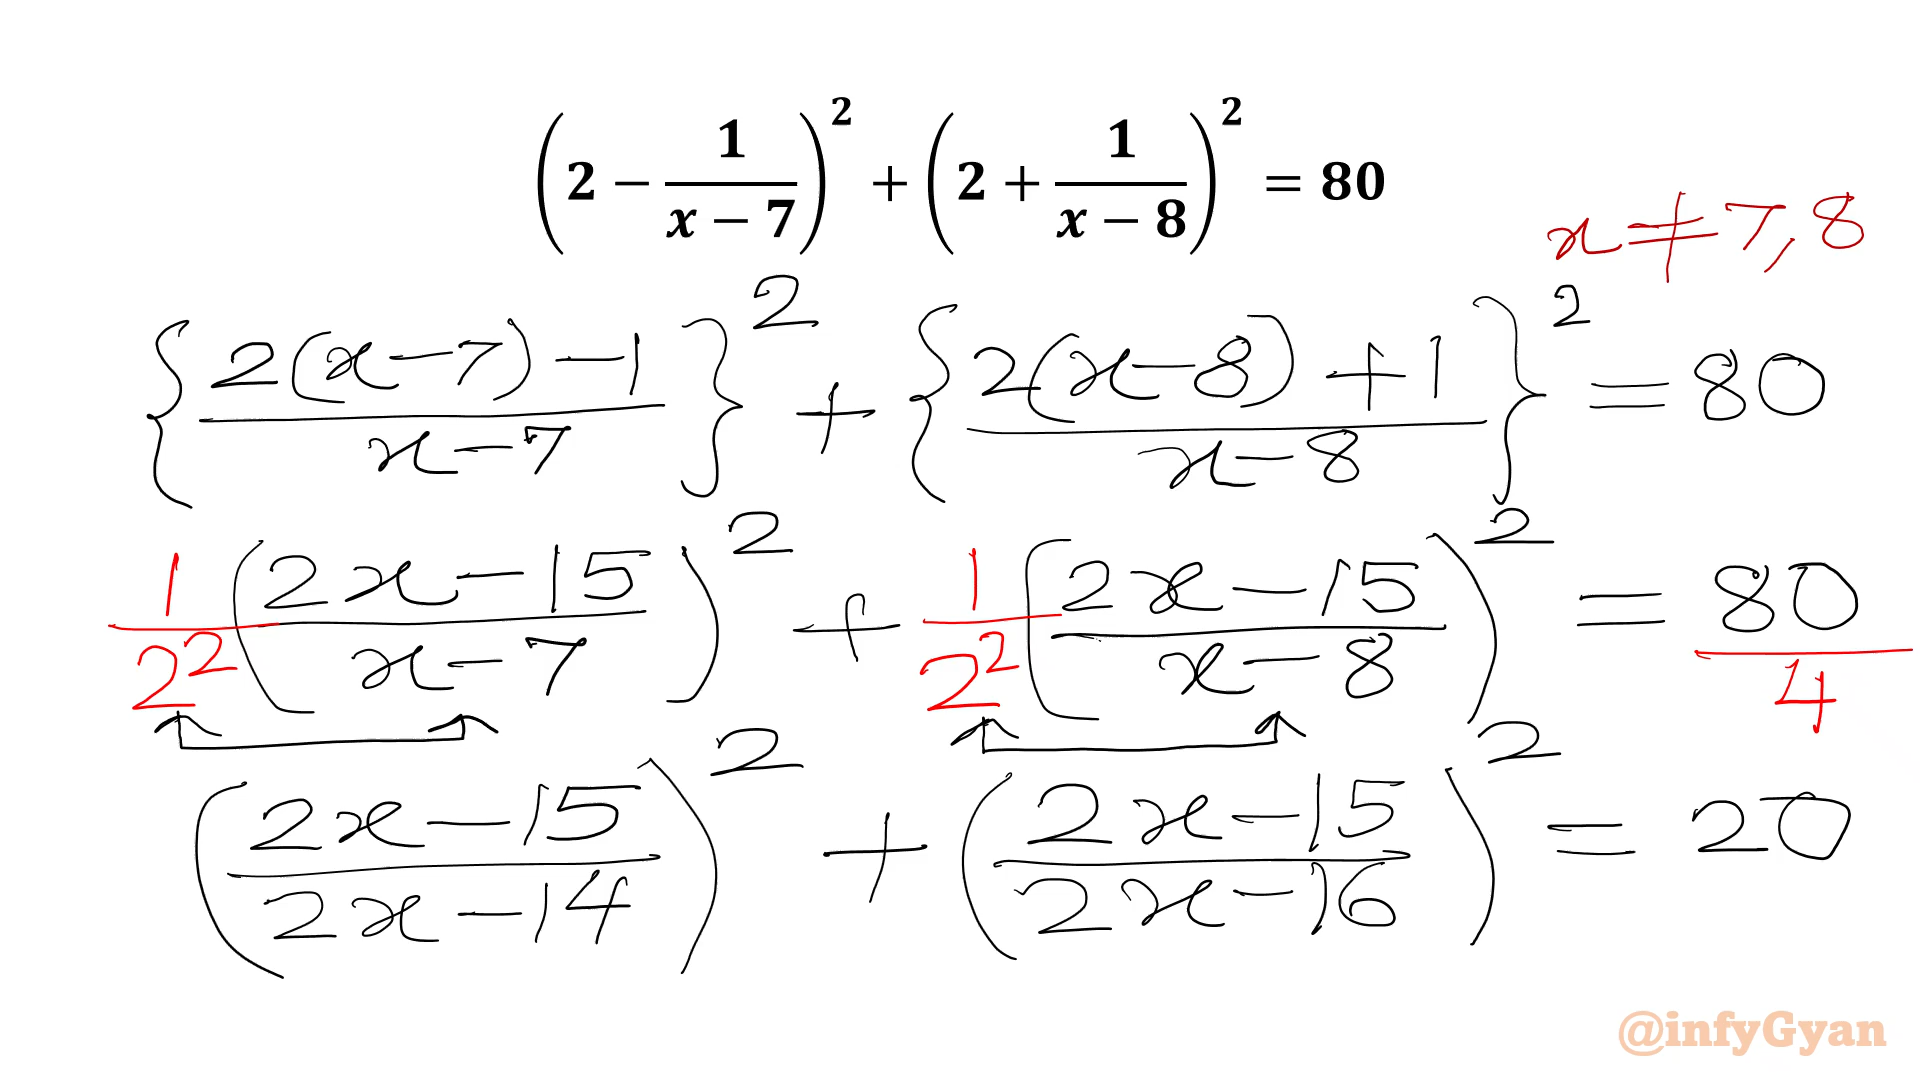 (2 − 1/(x − 7))² + (2 + 1/(x − 8))² = 80
x ≠ 7, 8
{(2(x − 7) − 1)/(x − 7)}² + {(2(x − 8) + 1)/(x − 8)}² = 80
1/2² ((2x − 15)/(x − 7))² + 1/2² ((2x − 15)/(x − 8))² = 80/4
((2x − 15)/(2x − 14))² + ((2x − 15)/(2x − 16))² = 20
@infyGyan